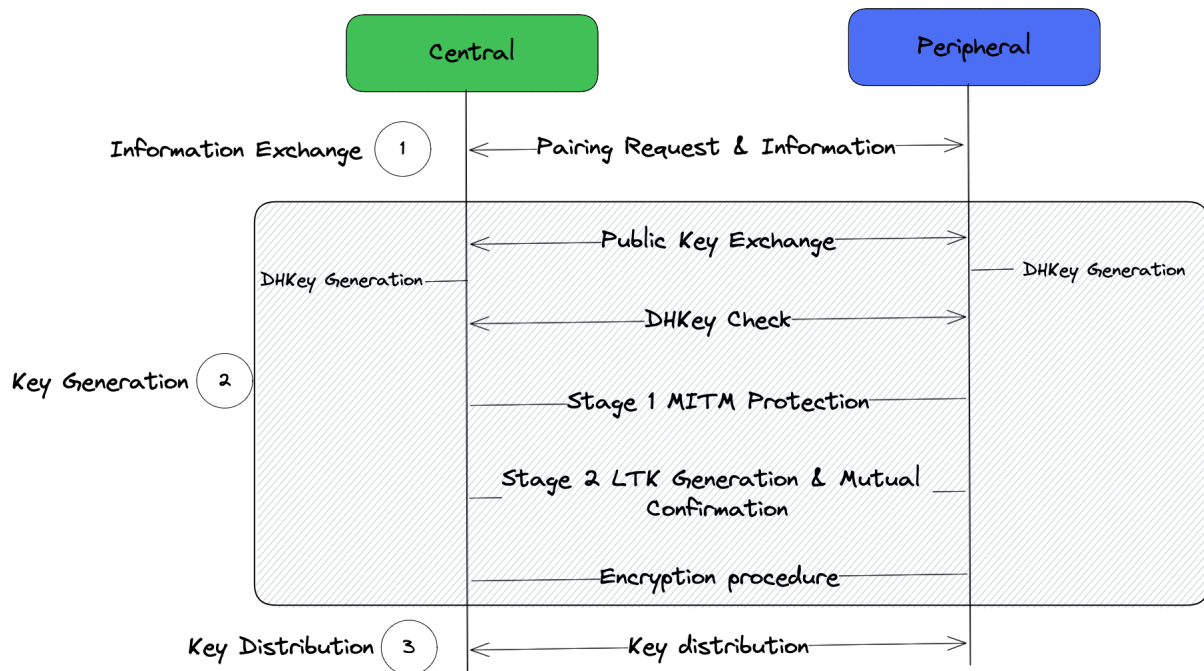 Central
Peripheral
Information Exchange
1
Pairing Request & Information
Public Key Exchange
DHKey Generation
DHKey Generation
DHKey Check
Key Generation
2
Stage 1 MITM Protection
Stage 2 LTK Generation & Mutual
Confirmation
Encryption procedure
Key Distribution
3
Key distribution